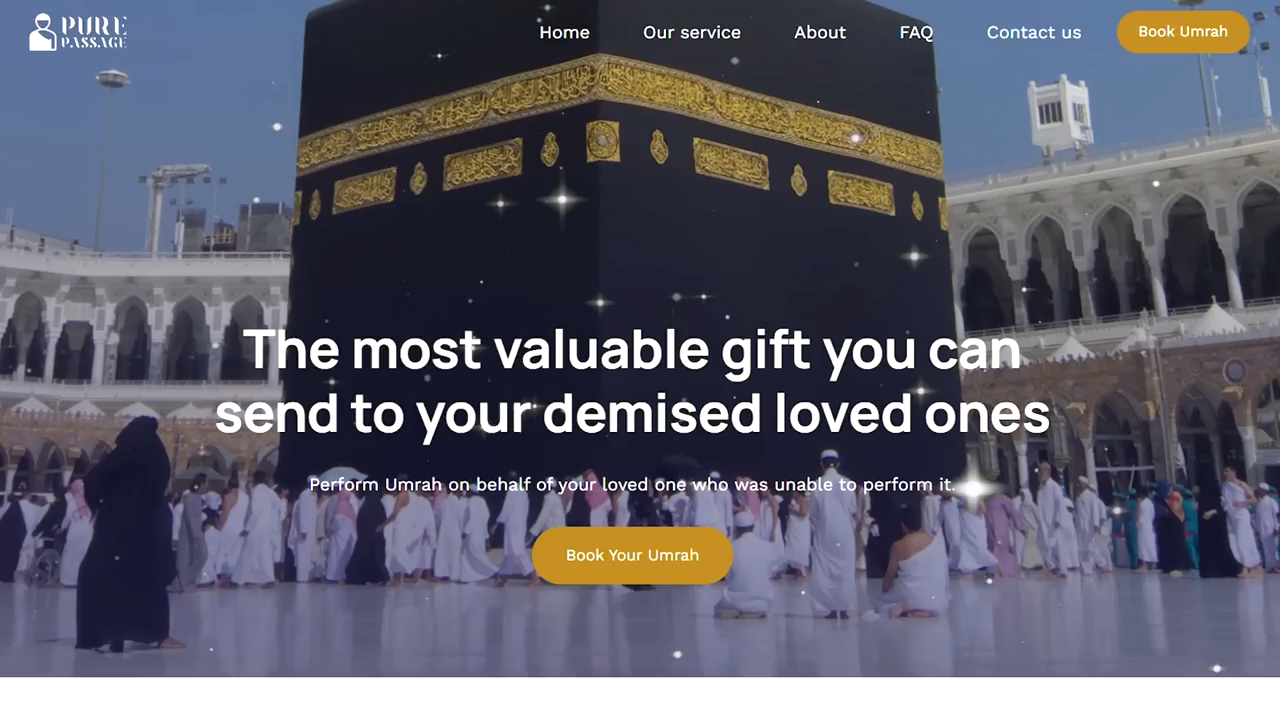 PURE
PASSAGE
Home
Our service
About
FAQ
Contact us
Book Umrah
The most valuable gift you can
send to your demised loved ones
Perform Umrah on behalf of your loved one who was unable to perform it.
Book Your Umrah